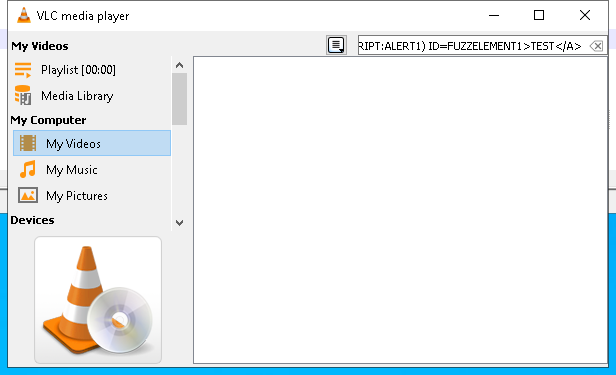 VLC media player
My Videos
RIPT:ALERT1) ID=FUZZELEMENT1>TEST</A>
Playlist [00:00]
Media Library
My Computer
My Videos
My Music
My Pictures
Devices